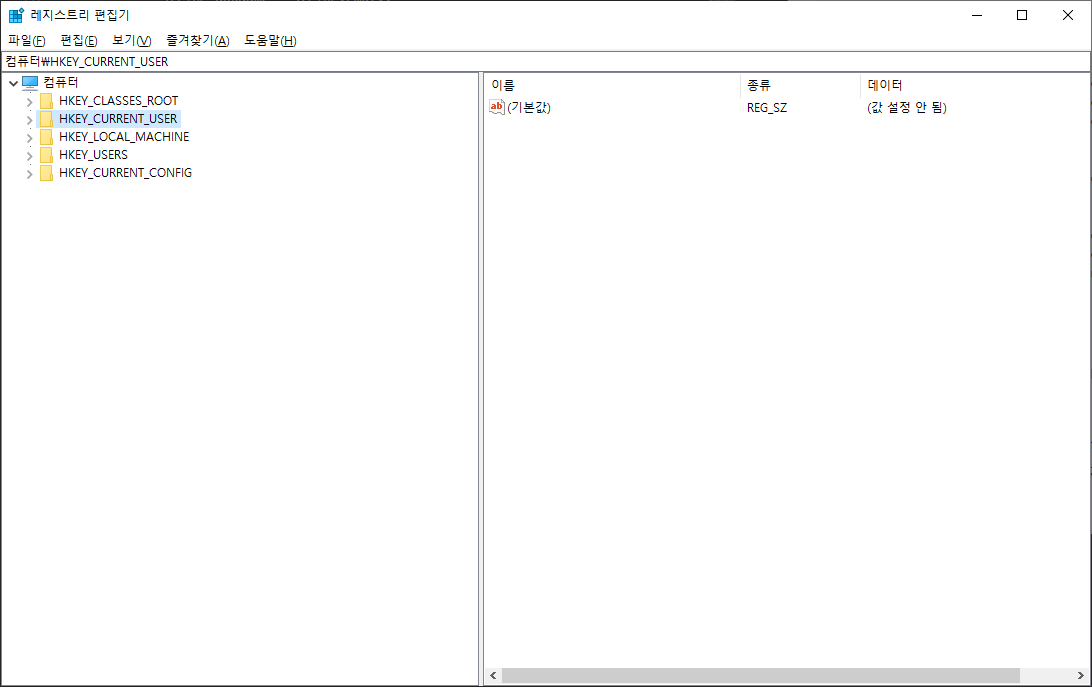 레지스트리 편집기
파일(F) 편집(E) 보기(V) 즐겨찾기(A) 도움말(H)
컴퓨터₩HKEY_CURRENT_USER
컴퓨터
HKEY_CLASSES_ROOT
HKEY_CURRENT_USER
HKEY_LOCAL_MACHINE
HKEY_USERS
HKEY_CURRENT_CONFIG
이름 종류 데이터
ab (기본값) REG_SZ (값 설정 안 됨)